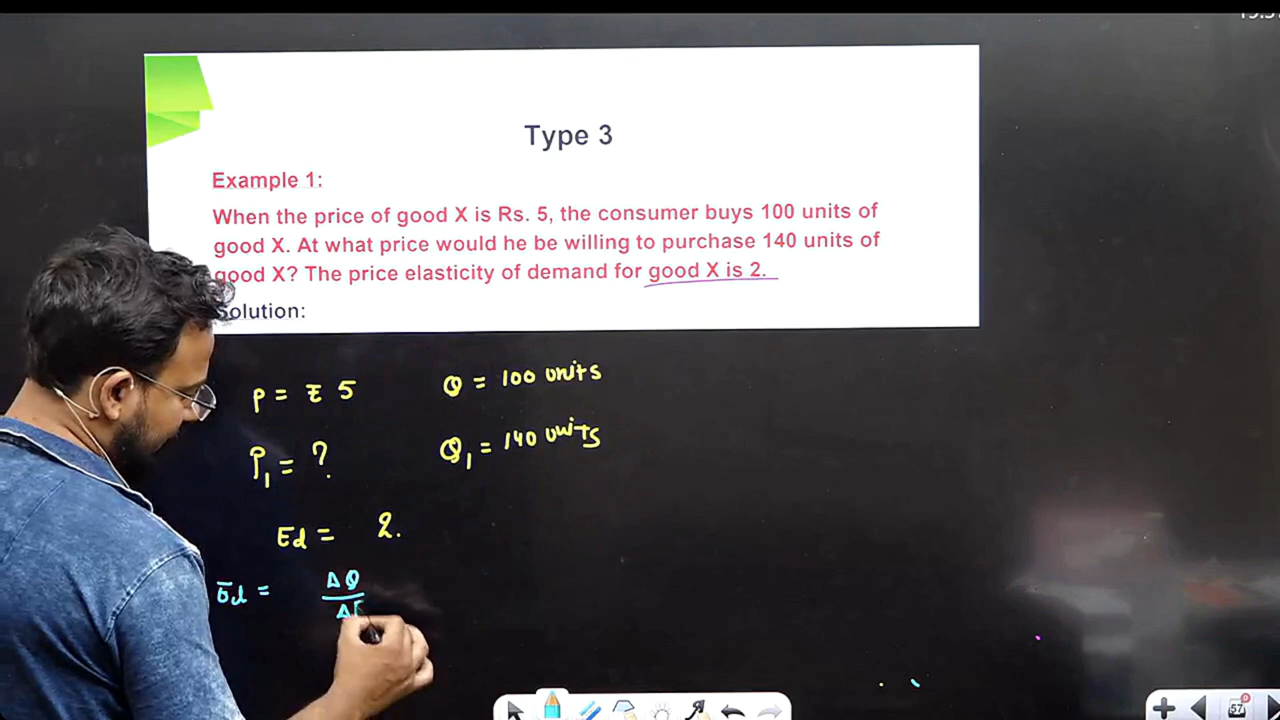 Type 3
Example 1:
When the price of good X is Rs. 5, the consumer buys 100 units of
good X. At what price would he be willing to purchase 140 units of
good X? The price elasticity of demand for good X is 2.
Solution:
P = ₹ 5 Q = 100 units
P₁ = ? Q₁ = 140 units
Ed = 2.
Ed = ΔQ
57